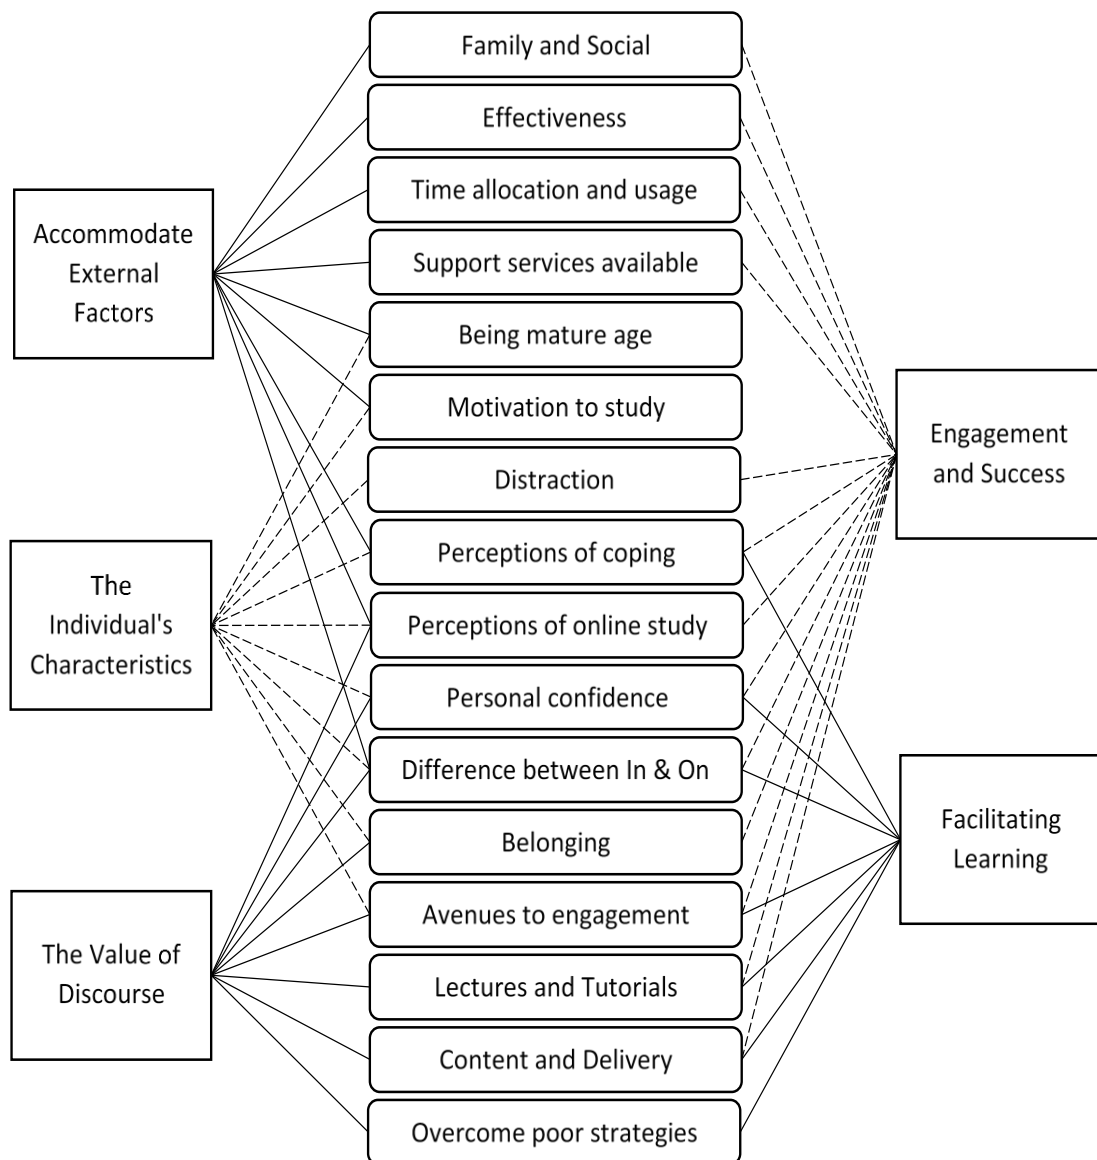 Family and Social
Effectiveness
Time allocation and usage
Support services available
Being mature age
Motivation to study
Distraction
Perceptions of coping
Perceptions of online study
Personal confidence
Difference between In & On
Belonging
Avenues to engagement
Lectures and Tutorials
Content and Delivery
Overcome poor strategies
Accommodate
External
Factors
The
Individual's
Characteristics
The Value of
Discourse
Engagement
and Success
Facilitating
Learning